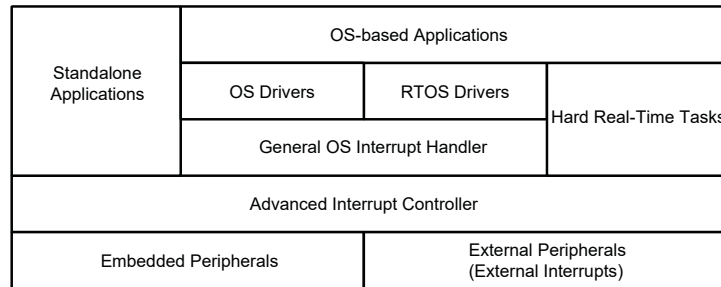 OS-based Applications
Standalone
Applications
OS Drivers
RTOS Drivers
Hard Real-Time Tasks
General OS Interrupt Handler
Advanced Interrupt Controller
Embedded Peripherals
External Peripherals
(External Interrupts)